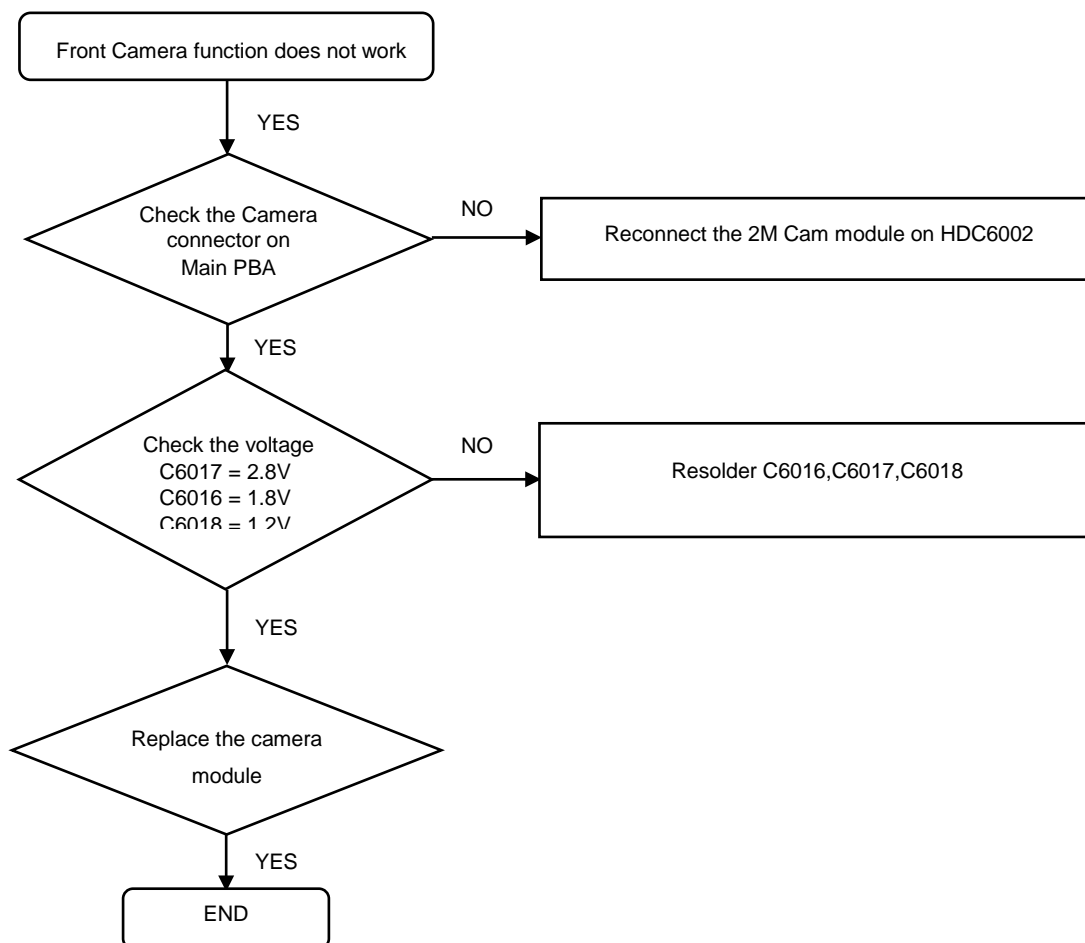 Front Camera function does not work
YES
Check the Camera
connector on
Main PBA
NO
Reconnect the 2M Cam module on HDC6002
YES
Check the voltage
C6017 = 2.8V
C6016 = 1.8V
C6018 = 1.2V
NO
Resolder C6016,C6017,C6018
YES
Replace the camera
module
YES
END